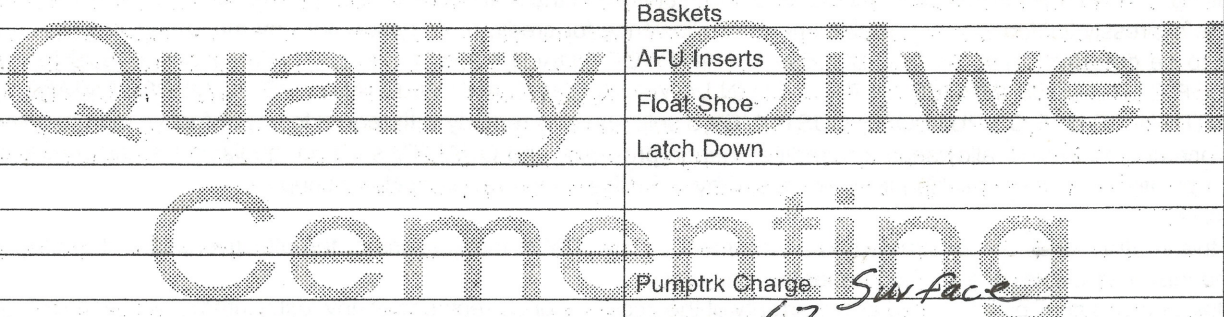 Baskets
AFU Inserts
Quality Oilwell
Float Shoe
Latch Down
Cementing
Pumptrk Charge Surface